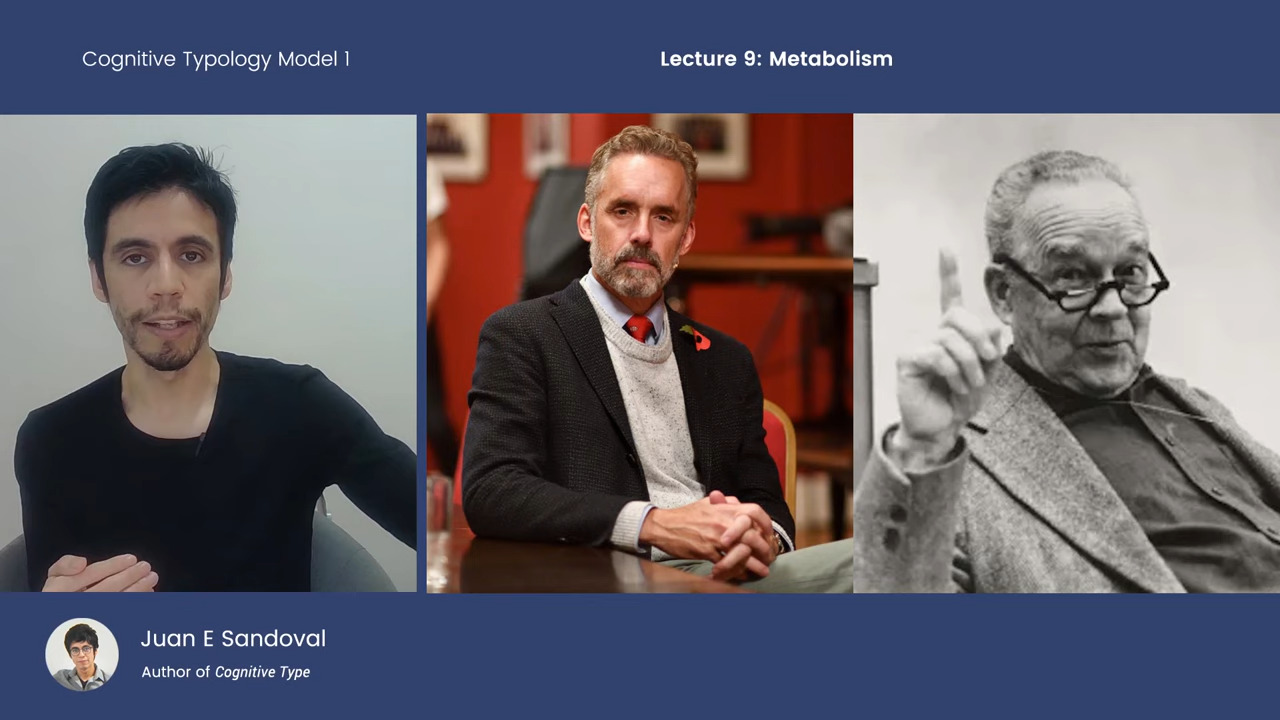 Cognitive Typology Model 1
Lecture 9: Metabolism
Juan E Sandoval
Author of Cognitive Type